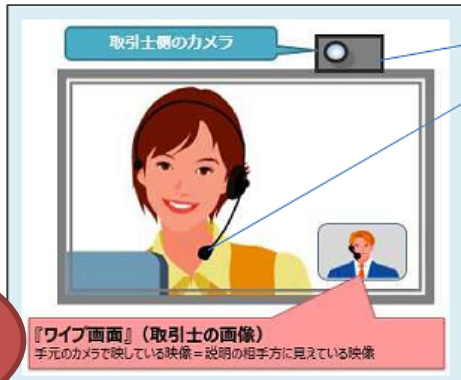 取引士側のカメラ
『ワイプ画面』（取引士の画像）
手元のカメラで映している映像＝説明の相手方に見えている映像